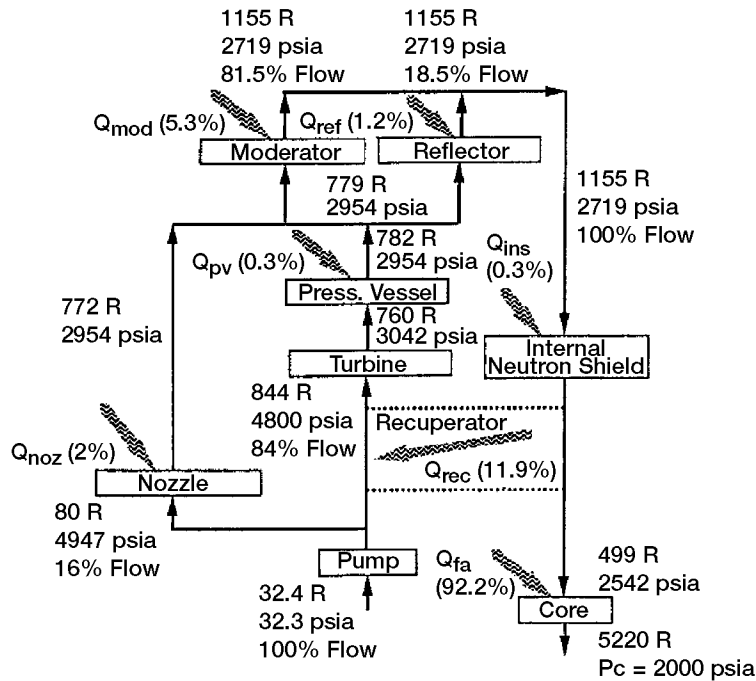 1155 R
2719 psia
81.5% Flow
1155 R
2719 psia
18.5% Flow
Qmod (5.3%)
Qref (1.2%)
Moderator
Reflector
779 R
2954 psia
1155 R
2719 psia
100% Flow
Qpv (0.3%)
782 R
2954 psia
Qins
(0.3%)
Press. Vessel
772 R
2954 psia
760 R
3042 psia
Turbine
Internal
Neutron Shield
844 R
4800 psia
84% Flow
Recuperator
Qrec (11.9%)
Qnoz (2%)
Nozzle
80 R
4947 psia
16% Flow
Pump
32.4 R
32.3 psia
100% Flow
Qfa
(92.2%)
499 R
2542 psia
Core
5220 R
Pc = 2000 psia